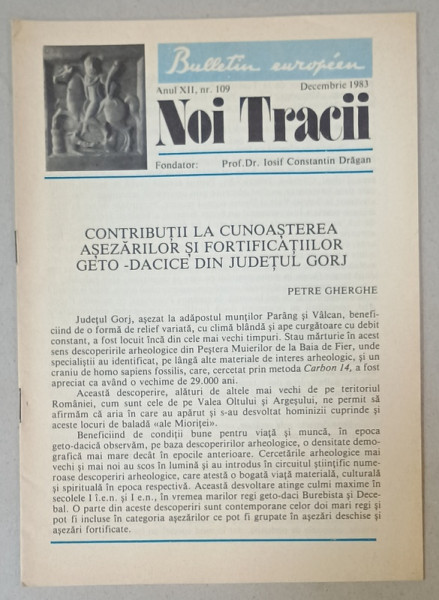 Bulletin européen
Anul XII, nr. 109 Decembrie 1983
Noi Tracii
Fondator: Prof.Dr. Iosif Constantin Drăgan
CONTRIBUȚII LA CUNOAȘTEREA
AȘEZĂRILOR ȘI FORTIFICAȚIILOR
GETO -DACICE DIN JUDEȚUL GORJ
PETRE GHERGHE
Județul Gorj, așezat la adăpostul munților Parâng și Vâlcan, benefi-
ciind de o formă de relief variată, cu climă blândă și ape curgătoare cu debit
constant, a fost locuit încă din cele mai vechi timpuri. Stau mărturie în acest
sens descoperirile arheologice din Peștera Muierilor de la Baia de Fier, unde
specialiștii au identificat, pe lângă alte materiale de interes arheologic, și un
craniu de homo sapiens fossilis, care, cercetat prin metoda Carbon 14, a fost
apreciat ca având o vechime de 29.000 ani.
Această descoperire, alături de altele mai vechi de pe teritoriul
României, cum sunt cele de pe Valea Oltului și Argeșului, ne permit să
afirmăm că aria în care au apărut și s-au desvoltat hominizii cuprinde și
aceste locuri de baladă «ale Mioriței».
Beneficiind de condiții bune pentru viață și muncă, în epoca
geto-dacică observăm, pe baza descoperirilor arheologice, o densitate demo-
grafică mai mare decât în epocile anterioare. Cercetările arheologice mai
vechi și mai noi au scos în lumină și au introdus în circuitul științific nume-
roase descoperiri arheologice, care atestă o bogată viață materială, culturală
și spirituală în epoca respectivă. Această desvoltare atinge culmi maxime în
secolele I î.e.n. și I e.n., în vremea marilor regi geto-daci Burebista și Dece-
bal. O parte din aceste descoperiri sunt contemporane celor doi mari regi și
pot fi incluse în categoria așezărilor ce pot fi grupate în așezări deschise și
așezări fortificate.